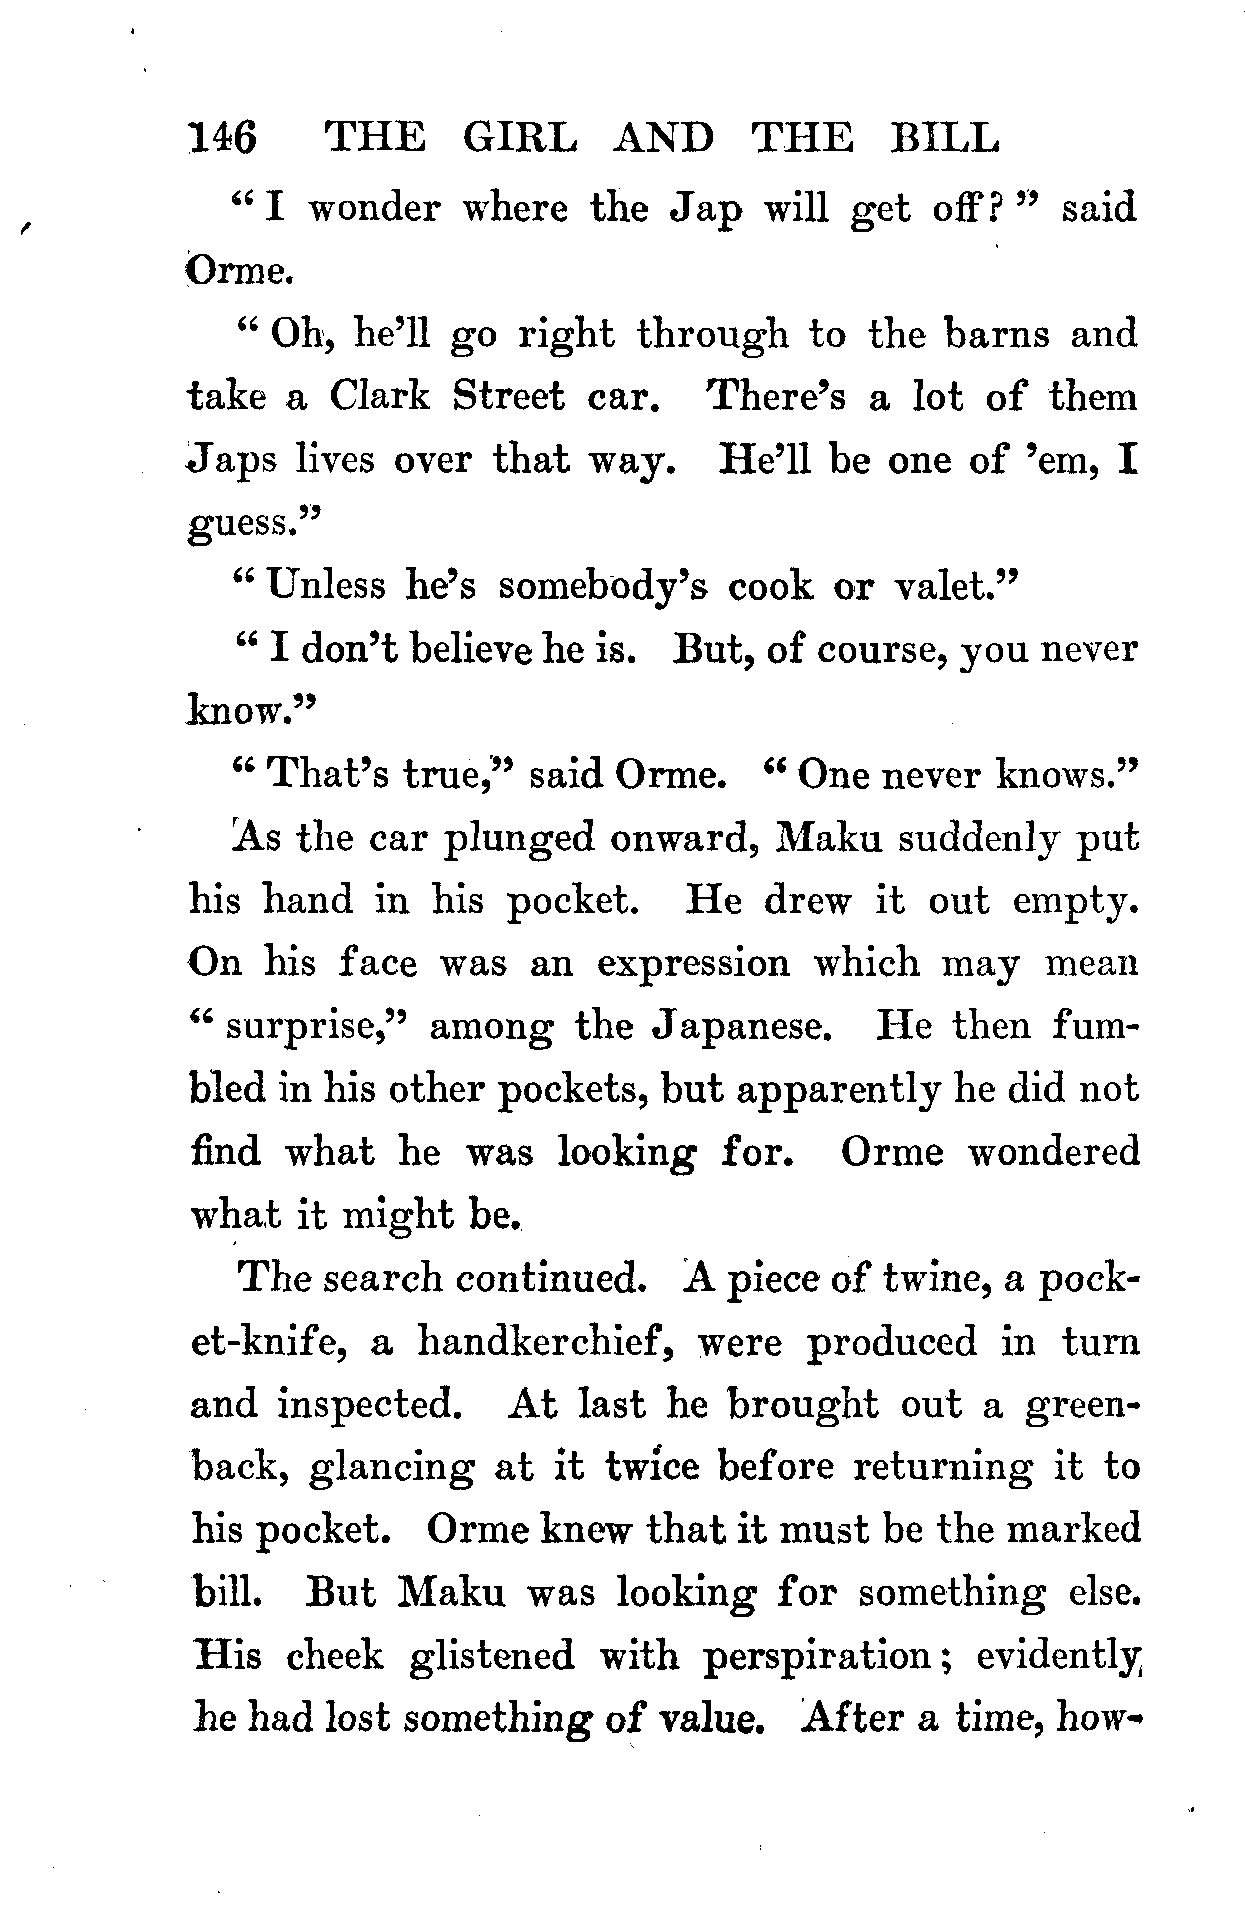 146 THE GIRL AND THE BILL
“ I wonder where the Jap will get off? ” said
Orme.
“ Oh, he’ll go right through to the barns and
take a Clark Street car. There’s a lot of them
Japs lives over that way. He’ll be one of ’em, I
guess.”
“ Unless he’s somebody’s cook or valet.”
“ I don’t believe he is. But, of course, you never
know.”
“ That’s true,” said Orme. “ One never knows.”
As the car plunged onward, Maku suddenly put
his hand in his pocket. He drew it out empty.
On his face was an expression which may mean
“ surprise,” among the Japanese. He then fum-
bled in his other pockets, but apparently he did not
find what he was looking for. Orme wondered
what it might be.
The search continued. A piece of twine, a pock-
et-knife, a handkerchief, were produced in turn
and inspected. At last he brought out a green-
back, glancing at it twice before returning it to
his pocket. Orme knew that it must be the marked
bill. But Maku was looking for something else.
His cheek glistened with perspiration; evidently
he had lost something of value. After a time, how-